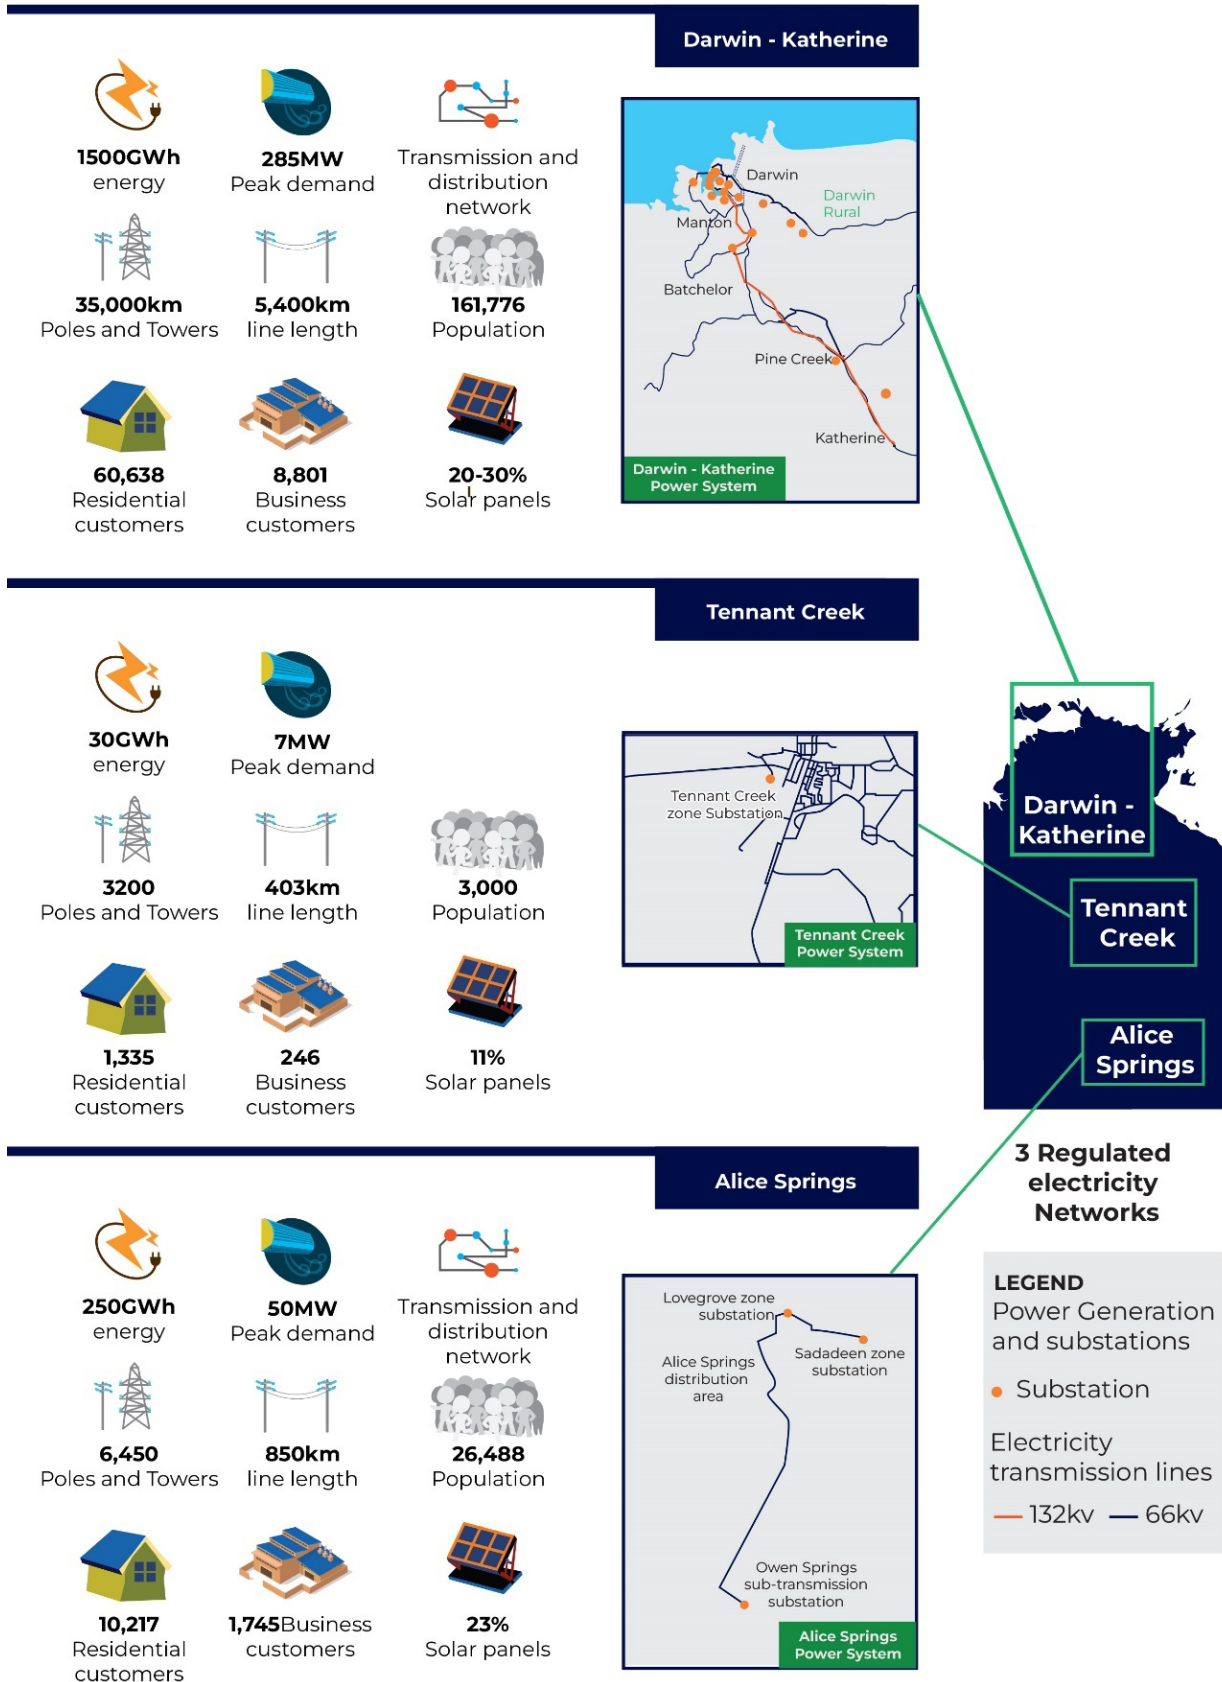 Darwin - Katherine
1500GWh
energy
285MW
Peak demand
Transmission and
distribution
network
35,000km
Poles and Towers
5,400km
line length
161,776
Population
60,638
Residential
customers
8,801
Business
customers
20-30%
Solar panels
Darwin
Darwin
Rural
Manton
Batchelor
Pine Creek
Katherine
Darwin - Katherine
Power System
Tennant Creek
30GWh
energy
7MW
Peak demand
3200
Poles and Towers
403km
line length
3,000
Population
1,335
Residential
customers
246
Business
customers
11%
Solar panels
Tennant Creek
zone Substation
Tennant Creek
Power System
Darwin -
Katherine
Tennant
Creek
Alice
Springs
3 Regulated
electricity
Networks
Alice Springs
250GWh
energy
50MW
Peak demand
Transmission and
distribution
network
6,450
Poles and Towers
850km
line length
26,488
Population
10,217
Residential
customers
1,745Business
customers
23%
Solar panels
Lovegrove zone
substation
Sadadeen zone
substation
Alice Springs
distribution
area
Owen Springs
sub-transmission
substation
Alice Springs
Power System
LEGEND
Power Generation
and substations
Substation
Electricity
transmission lines
132kv 66kv